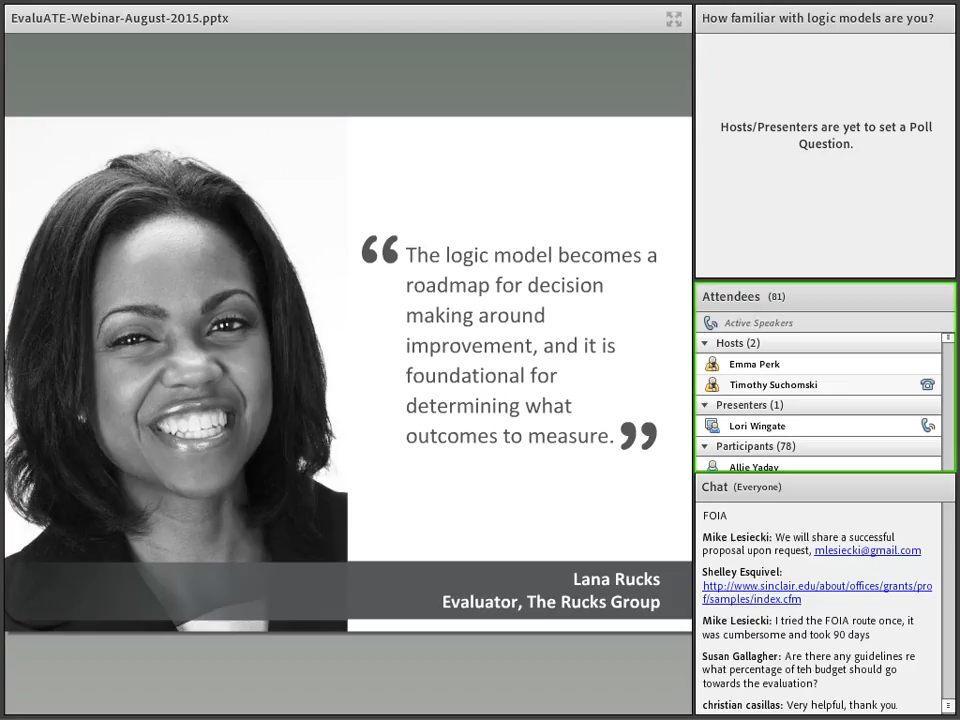 EvaluATE-Webinar-August-2015.pptx
“The logic model becomes a
roadmap for decision
making around
improvement, and it is
foundational for
determining what
outcomes to measure.”
Lana Rucks
Evaluator, The Rucks Group
How familiar with logic models are you?
Hosts/Presenters are yet to set a Poll
Question.
Attendees (81)
Active Speakers
Hosts (2)
Emma Perk
Timothy Suchomski
Presenters (1)
Lori Wingate
Participants (78)
Allie Yaday
Chat (Everyone)
FOIA
Mike Lesiecki: We will share a successful
proposal upon request, mlesiecki@gmail.com
Shelley Esquivel:
http://www.sinclair.edu/about/offices/grants/pro
f/samples/index.cfm
Mike Lesiecki: I tried the FOIA route once, it
was cumbersome and took 90 days
Susan Gallagher: Are there any guidelines re
what percentage of teh budget should go
towards the evaluation?
christian casillas: Very helpful, thank you.